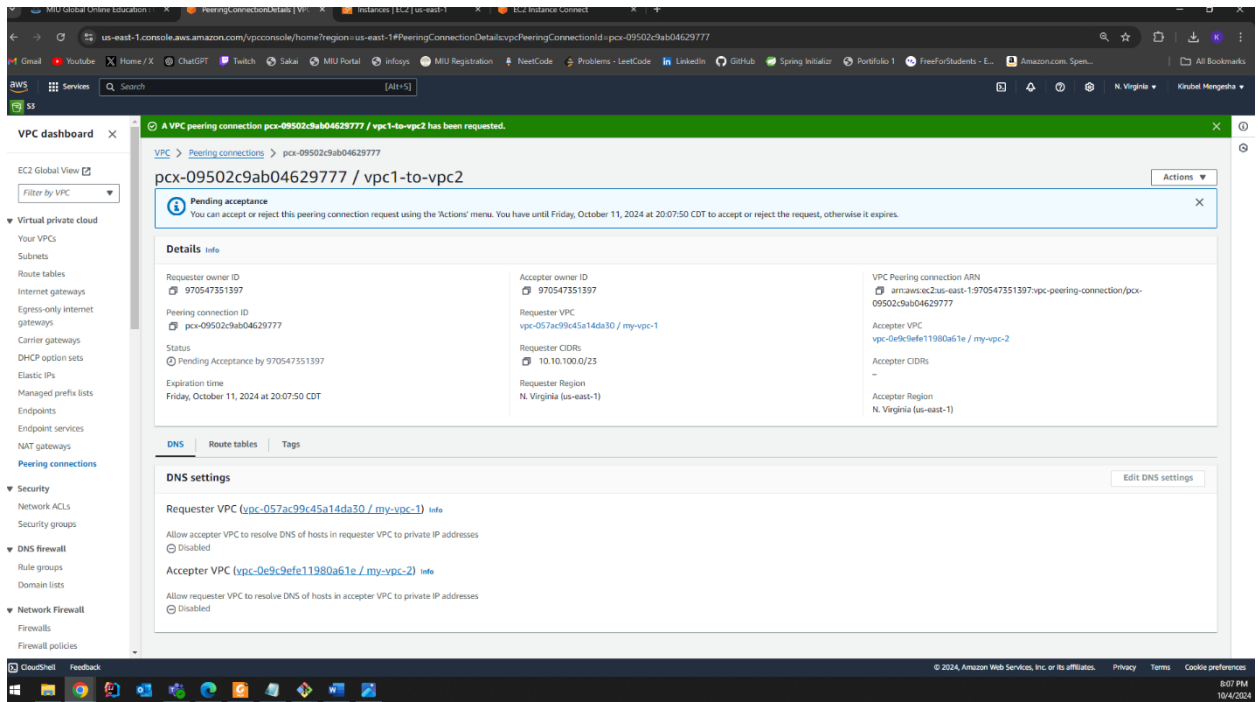 MIU Global Online Education :
PeeringConnectionDetails | VPC
Instances | EC2 | us-east-1
EC2 Instance Connect
us-east-1.console.aws.amazon.com/vpcconsole/home?region=us-east-1#PeeringConnectionDetails:vpcPeeringConnectionId=pcx-09502c9ab04629777
Gmail Youtube Home / X ChatGPT Twitch Sakai MIU Portal infosys MIU Registration NeetCode Problems - LeetCode LinkedIn GitHub Spring Initializr Portifolio 1 FreeForStudents - E... Amazon.com. Spen... All Bookmarks
aws Services Search [Alt+S] N. Virginia Kirubel Mengesha
S3
VPC dashboard
EC2 Global View
Filter by VPC
Virtual private cloud
Your VPCs
Subnets
Route tables
Internet gateways
Egress-only internet
gateways
Carrier gateways
DHCP option sets
Elastic IPs
Managed prefix lists
Endpoints
Endpoint services
NAT gateways
Peering connections
Security
Network ACLs
Security groups
DNS firewall
Rule groups
Domain lists
Network Firewall
Firewalls
Firewall policies
A VPC peering connection pcx-09502c9ab04629777 / vpc1-to-vpc2 has been requested.
VPC > Peering connections > pcx-09502c9ab04629777
pcx-09502c9ab04629777 / vpc1-to-vpc2
Actions
Pending acceptance
You can accept or reject this peering connection request using the 'Actions' menu. You have until Friday, October 11, 2024 at 20:07:50 CDT to accept or reject the request, otherwise it expires.
Details Info
Requester owner ID
970547351397
Peering connection ID
pcx-09502c9ab04629777
Status
Pending Acceptance by 970547351397
Expiration time
Friday, October 11, 2024 at 20:07:50 CDT
Accepter owner ID
970547351397
Requester VPC
vpc-057ac99c45a14da30 / my-vpc-1
Requester CIDRs
10.10.100.0/23
Requester Region
N. Virginia (us-east-1)
VPC Peering connection ARN
arn:aws:ec2:us-east-1:970547351397:vpc-peering-connection/pcx-
09502c9ab04629777
Accepter VPC
vpc-0e9c9efe11980a61e / my-vpc-2
Accepter CIDRs
–
Accepter Region
N. Virginia (us-east-1)
DNS Route tables Tags
DNS settings
Edit DNS settings
Requester VPC (vpc-057ac99c45a14da30 / my-vpc-1) Info
Allow accepter VPC to resolve DNS of hosts in requester VPC to private IP addresses
Disabled
Accepter VPC (vpc-0e9c9efe11980a61e / my-vpc-2) Info
Allow requester VPC to resolve DNS of hosts in accepter VPC to private IP addresses
Disabled
CloudShell Feedback © 2024, Amazon Web Services, Inc. or its affiliates. Privacy Terms Cookie preferences
8:07 PM
10/4/2024